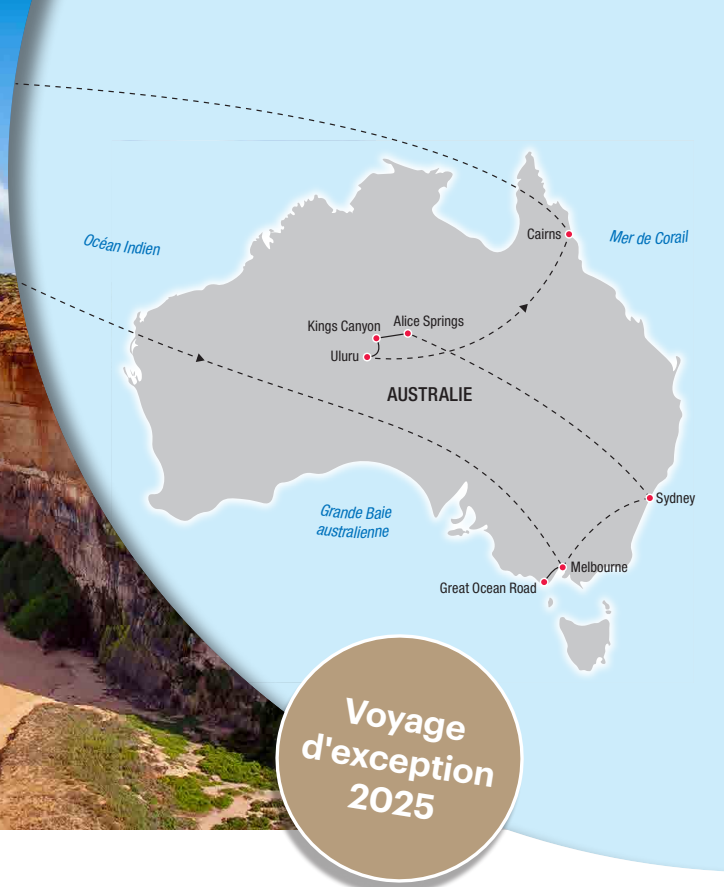 Océan Indien
Cairns
Mer de Corail
Kings Canyon
Alice Springs
Uluru
AUSTRALIE
Sydney
Grande Baie
australienne
Melbourne
Great Ocean Road
Voyage
d'exception
2025